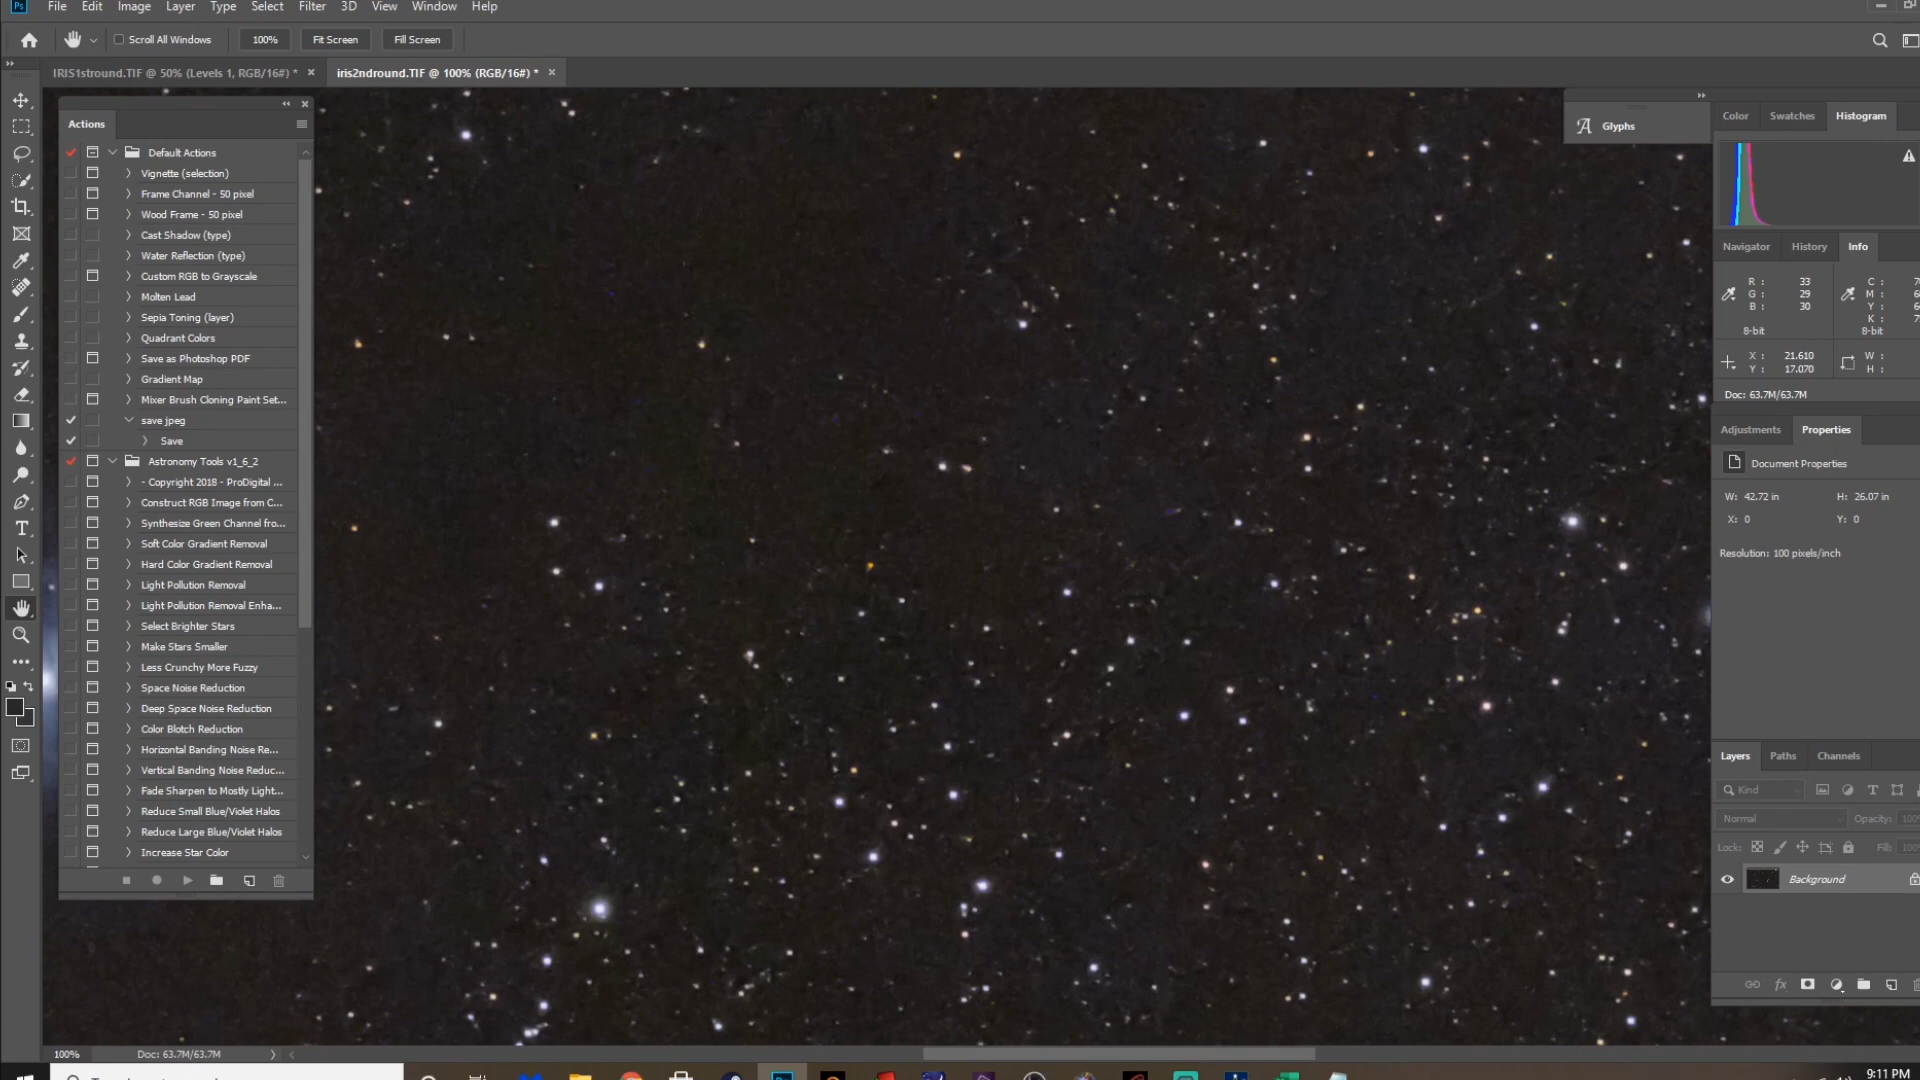 Ps File Edit Image Layer Type Select Filter 3D View Window Help
Scroll All Windows 100% Fit Screen Fill Screen
IRIS1stround.TIF @ 50% (Levels 1, RGB/16#) *
iris2ndround.TIF @ 100% (RGB/16#) *
Actions
Default Actions
Vignette (selection)
Frame Channel - 50 pixel
Wood Frame - 50 pixel
Cast Shadow (type)
Water Reflection (type)
Custom RGB to Grayscale
Molten Lead
Sepia Toning (layer)
Quadrant Colors
Save as Photoshop PDF
Gradient Map
Mixer Brush Cloning Paint Set...
save jpeg
Save
Astronomy Tools v1_6_2
- Copyright 2018 - ProDigital ...
Construct RGB Image from C...
Synthesize Green Channel fro...
Soft Color Gradient Removal
Hard Color Gradient Removal
Light Pollution Removal
Light Pollution Removal Enha...
Select Brighter Stars
Make Stars Smaller
Less Crunchy More Fuzzy
Space Noise Reduction
Deep Space Noise Reduction
Color Blotch Reduction
Horizontal Banding Noise Re...
Vertical Banding Noise Reduc...
Fade Sharpen to Mostly Light...
Reduce Small Blue/Violet Halos
Reduce Large Blue/Violet Halos
Increase Star Color
Glyphs
Color Swatches Histogram
Navigator History Info
R : 33 C :
G : 29 M :
B : 30 Y :
K :
8-bit 8-bit
X : 21.610 W :
Y : 17.070 H :
Doc: 63.7M/63.7M
Adjustments Properties
Document Properties
W: 42.72 in H: 26.07 in
X: 0 Y: 0
Resolution: 100 pixels/inch
Layers Paths Channels
Kind
Normal Opacity:
Lock: Fill:
Background
100% Doc: 63.7M/63.7M
9:11 PM